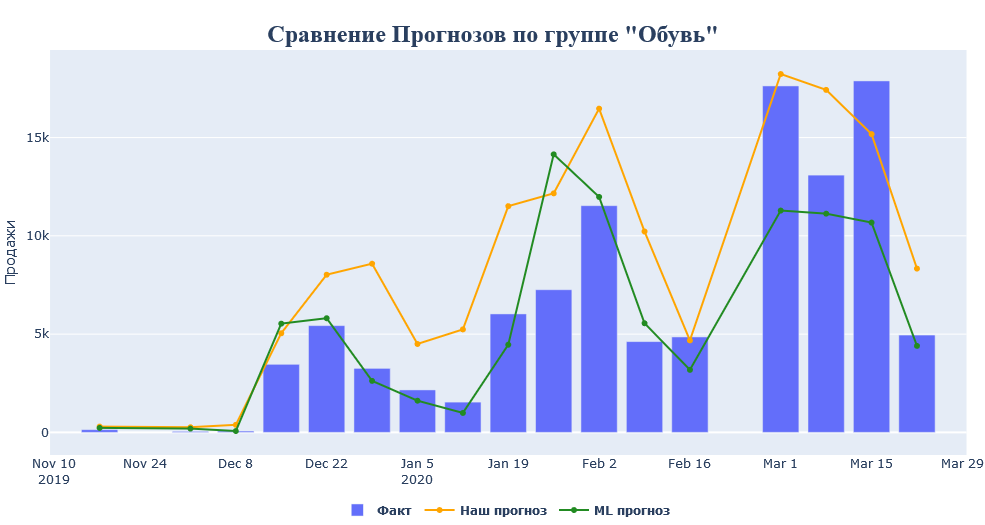 Сравнение Прогнозов по группе "Обувь"
Продажи
15k
10k
5k
0
Nov 10 Nov 24 Dec 8 Dec 22 Jan 5 Jan 19 Feb 2 Feb 16 Mar 1 Mar 15 Mar 29
2019 2020
Факт Наш прогноз ML прогноз